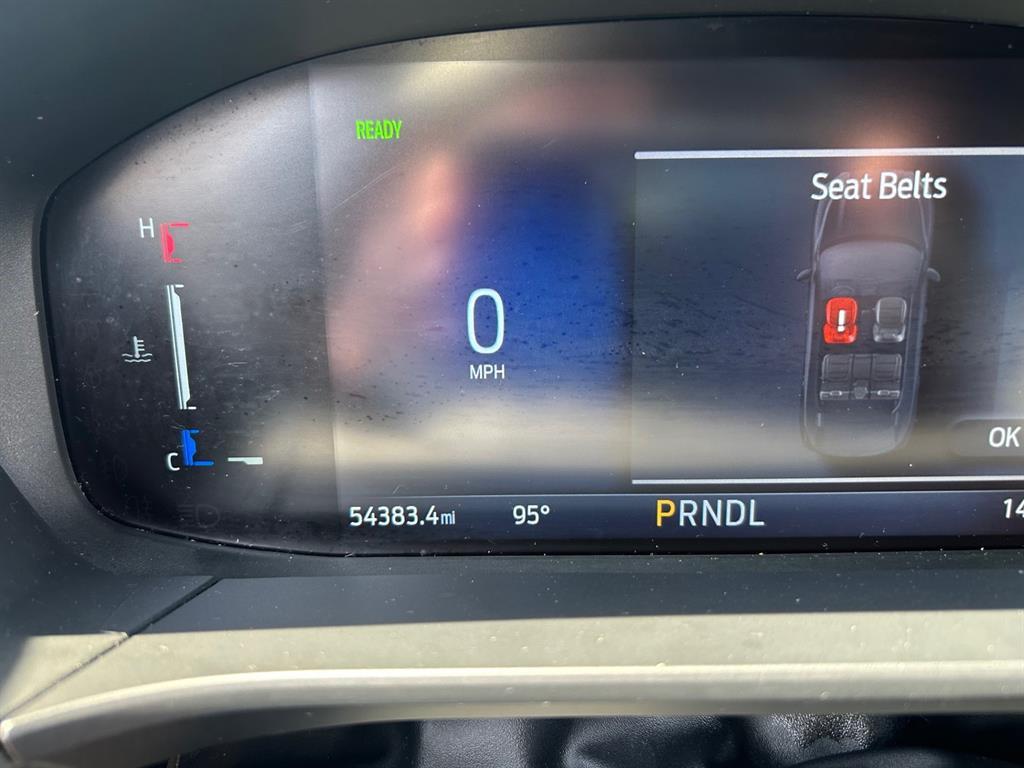 READY
Seat Belts
H
0
MPH
!
OK
C
54383.4mi 95° PRNDL 14